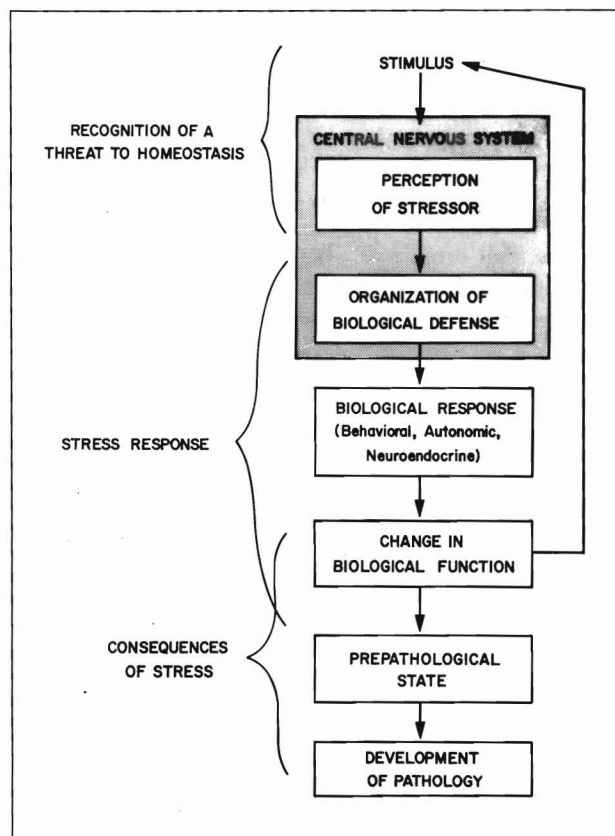 STIMULUS
RECOGNITION OF A
THREAT TO HOMEOSTASIS
CENTRAL NERVOUS SYSTEM
PERCEPTION
OF STRESSOR
ORGANIZATION OF
BIOLOGICAL DEFENSE
STRESS RESPONSE
BIOLOGICAL RESPONSE
(Behavioral, Autonomic,
Neuroendocrine)
CHANGE IN
BIOLOGICAL FUNCTION
CONSEQUENCES
OF STRESS
PREPATHOLOGICAL
STATE
DEVELOPMENT
OF PATHOLOGY